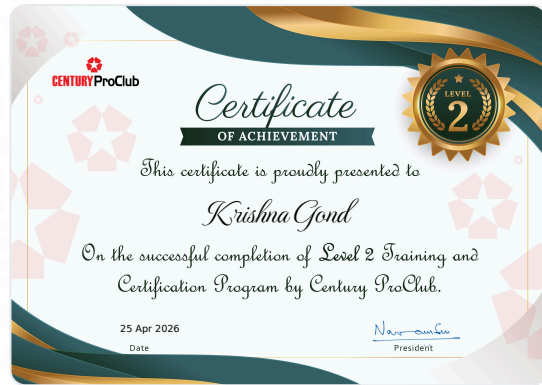 CENTURY ProClub
Certificate
OF ACHIEVEMENT
LEVEL
2
This certificate is proudly presented to
Krishna Gond
On the successful completion of Level 2 Training and
Certification Program by Century ProClub.
25 Apr 2026
Date
President